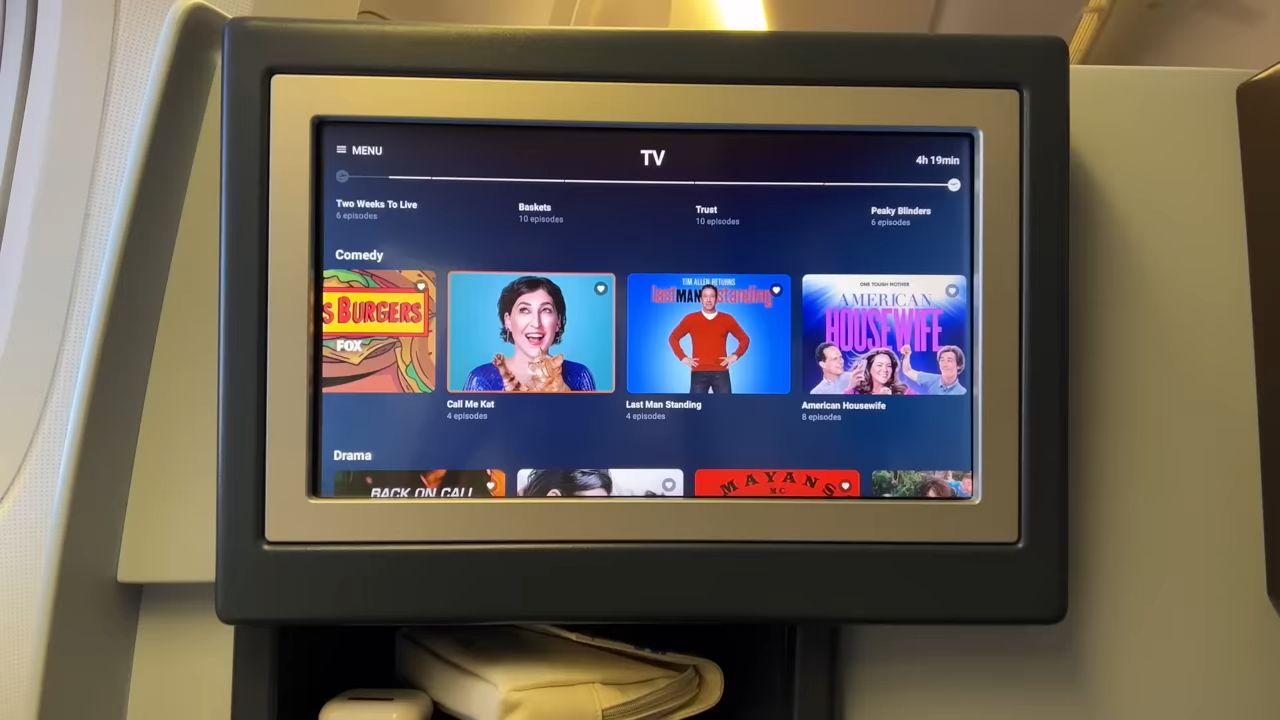 MENU
TV
4h 19min
Two Weeks To Live
6 episodes
Baskets
10 episodes
Trust
10 episodes
Peaky Blinders
6 episodes
Comedy
S BURGERS
FOX
Call Me Kat
4 episodes
TIM ALLEN RETURNS
last MAN standing
Last Man Standing
4 episodes
ONE TOUGH MOTHER
AMERICAN
HOUSEWIFE
American Housewife
8 episodes
Drama
BACK ON CALL
MAYANS
M.C.